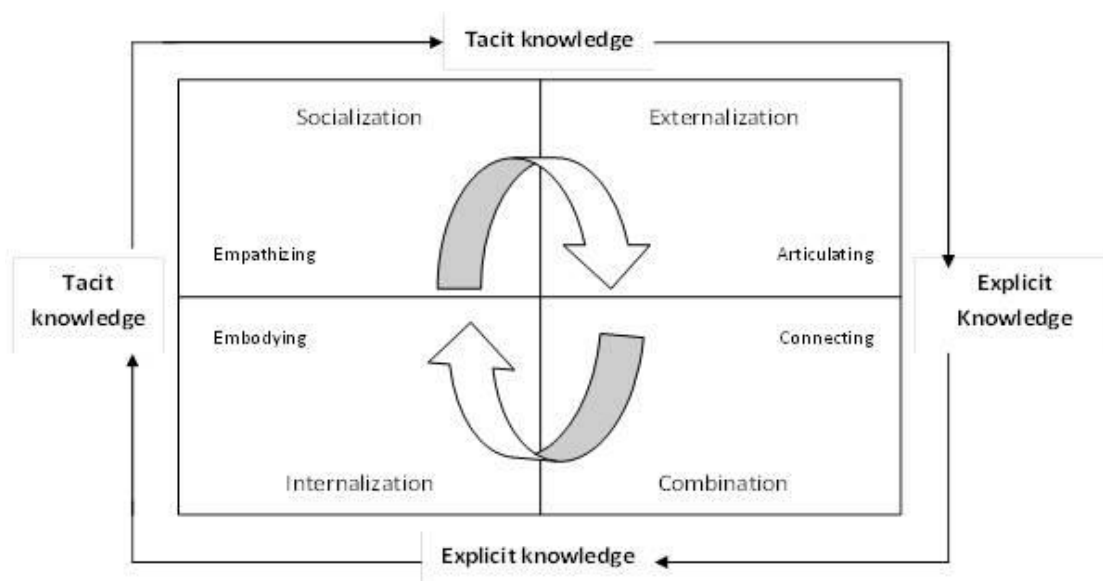 Tacit knowledge
Socialization
Externalization
Empathizing
Articulating
Tacit
knowledge
Explicit
Knowledge
Embodying
Connecting
Internalization
Combination
Explicit knowledge